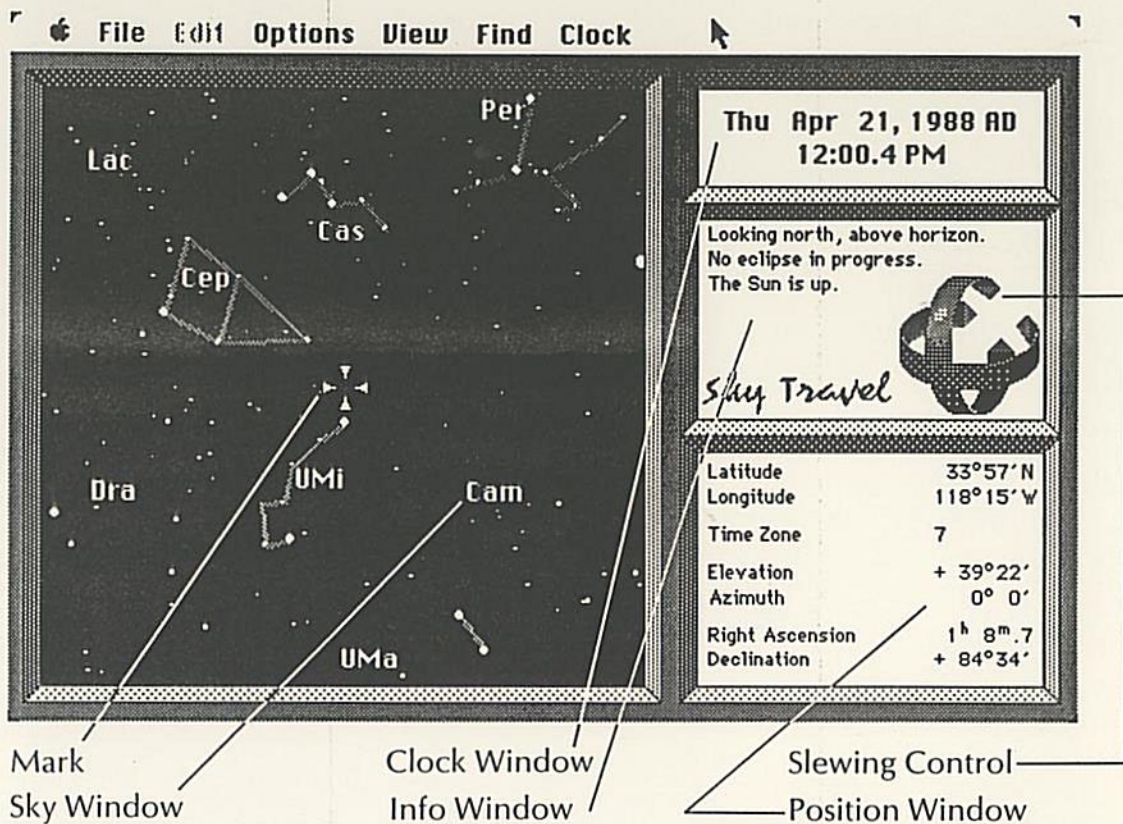 File Edit Options View Find Clock
Per
Lac
Cas
Cep
UMi
Dra
Cam
UMa
Thu Apr 21, 1988 AD
12:00.4 PM
Looking north, above horizon.
No eclipse in progress.
The Sun is up.
Sky Travel
Latitude 33°57'N
Longitude 118°15'W
Time Zone 7
Elevation + 39°22'
Azimuth 0° 0'
Right Ascension 1h 8m.7
Declination + 84°34'
Mark
Sky Window
Clock Window
Info Window
Slewing Control
Position Window